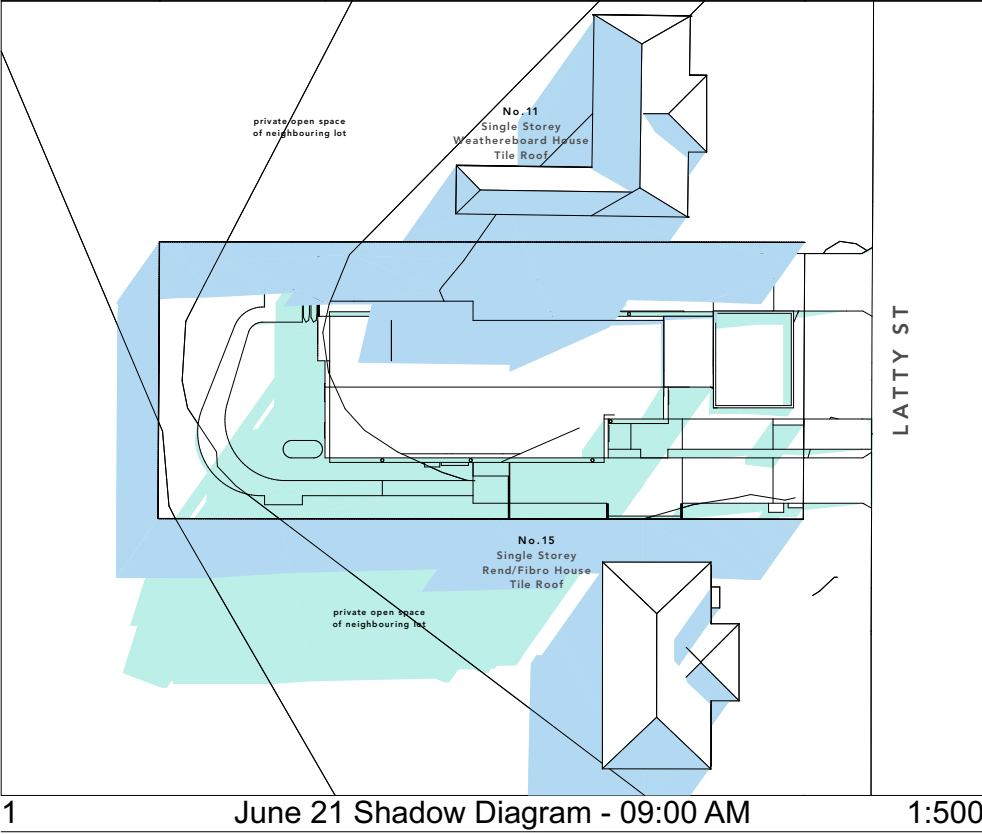 No.11
Single Storey
Weathereboard House
Tile Roof
private open space
of neighbouring lot
LATTY ST
No.15
Single Storey
Rend/Fibro House
Tile Roof
private open space
of neighbouring lot
1
June 21 Shadow Diagram - 09:00 AM
1:500